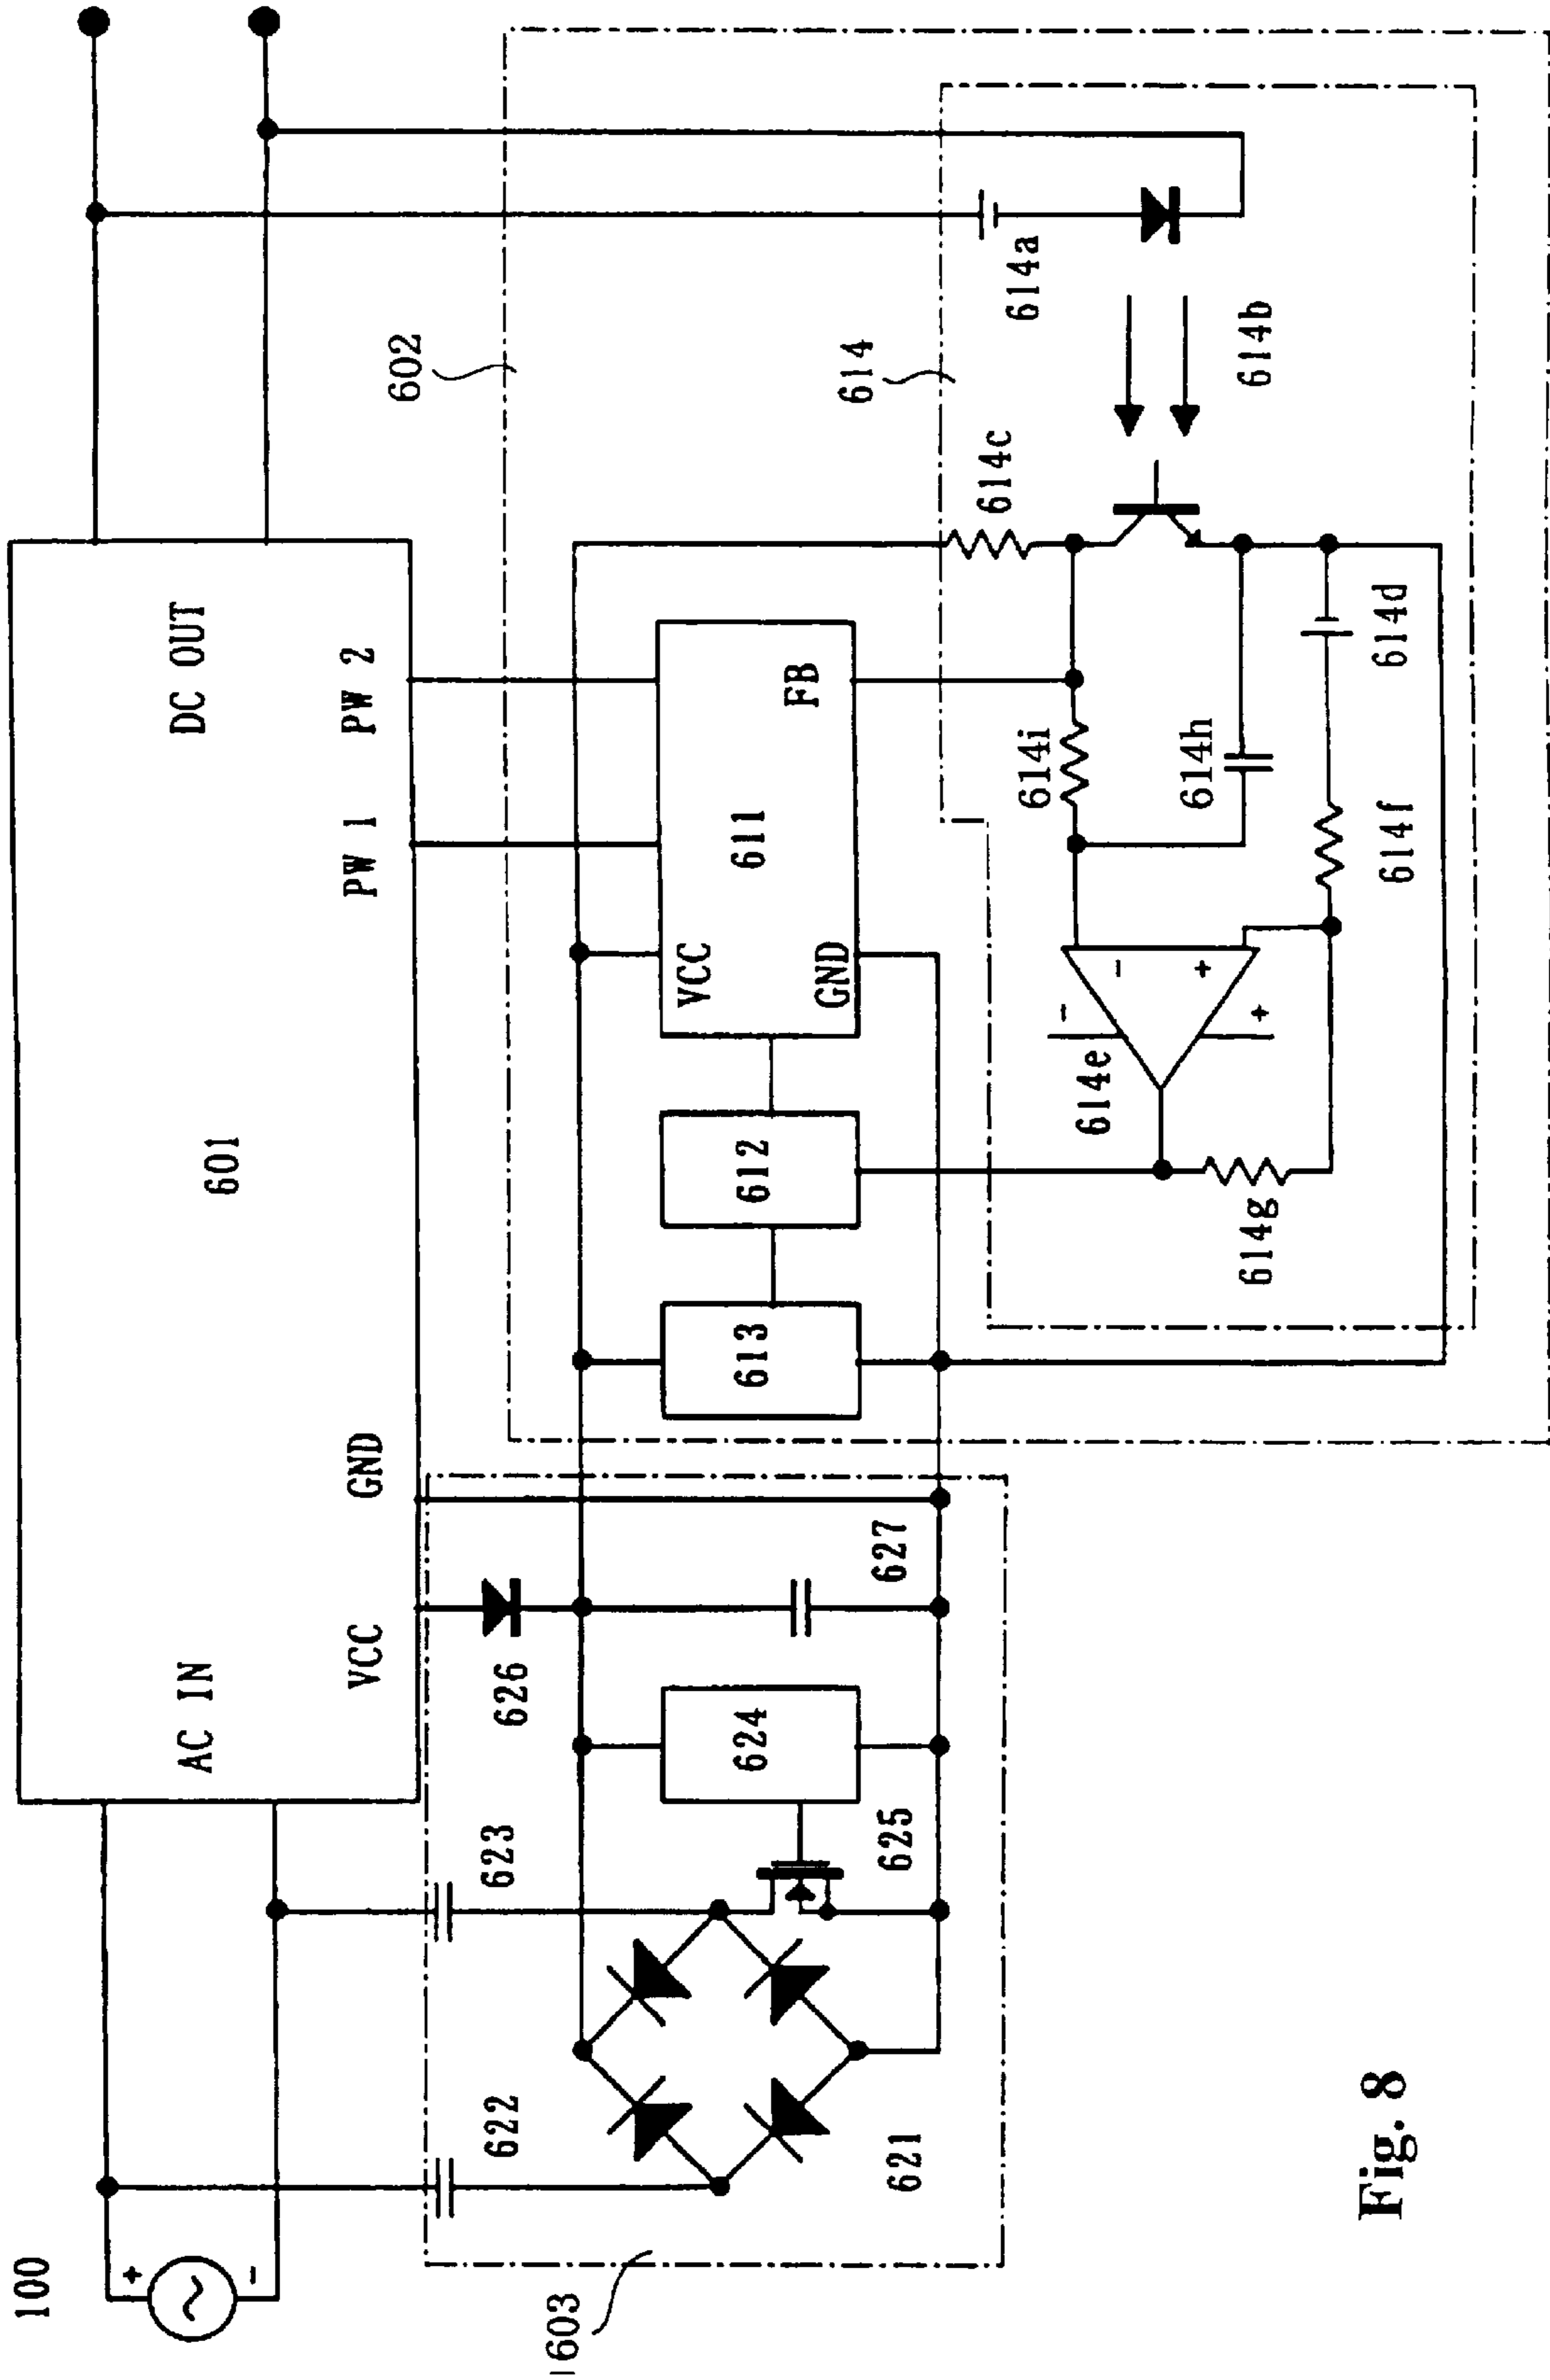 100
+
-
AC IN
601
DC OUT
VCC
GND
PW 1
PW 2
602
603
622
623
626
621
625
624
627
613
612
VCC
611
GND
FB
614
614c
614a
614b
614i
614h
614e
-
+
-
+
614g
614f
614d
Fig. 8